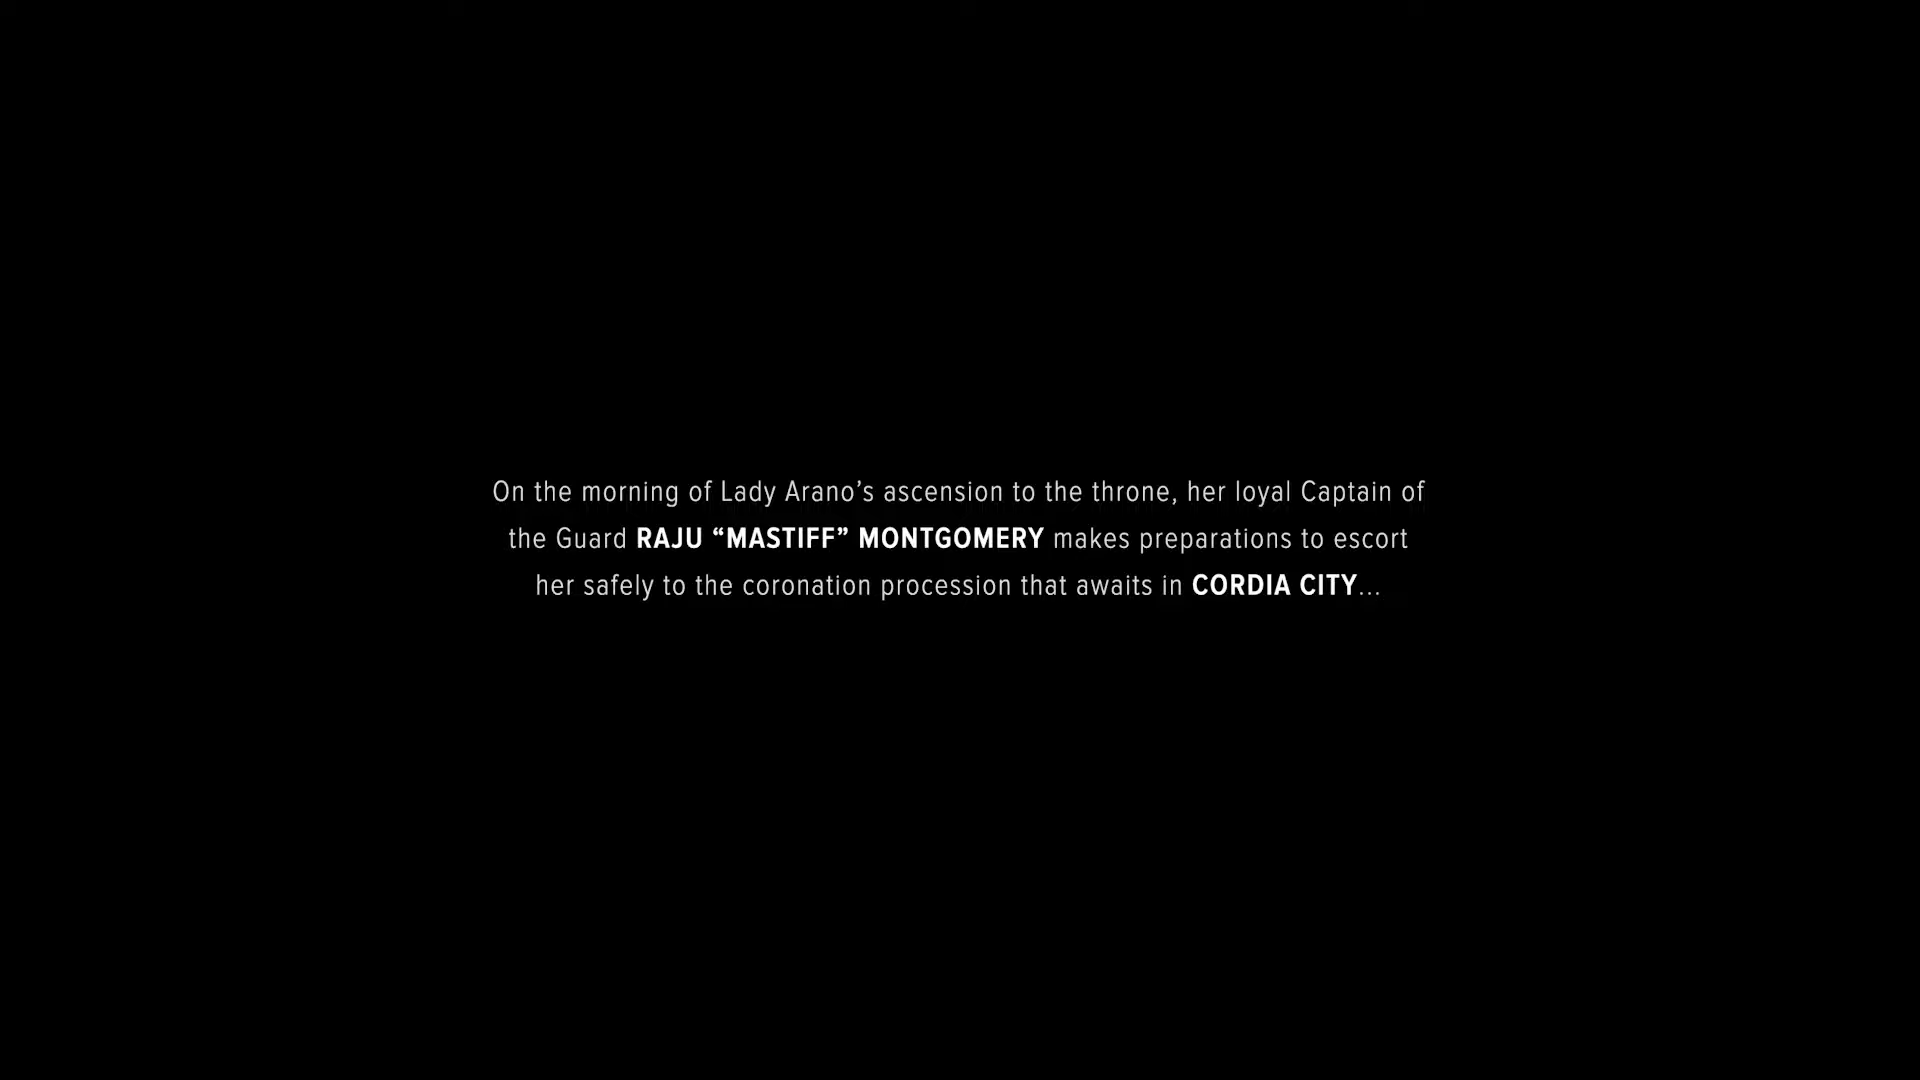 On the morning of Lady Arano’s ascension to the throne, her loyal Captain of
the Guard RAJU “MASTIFF” MONTGOMERY makes preparations to escort
her safely to the coronation procession that awaits in CORDIA CITY...